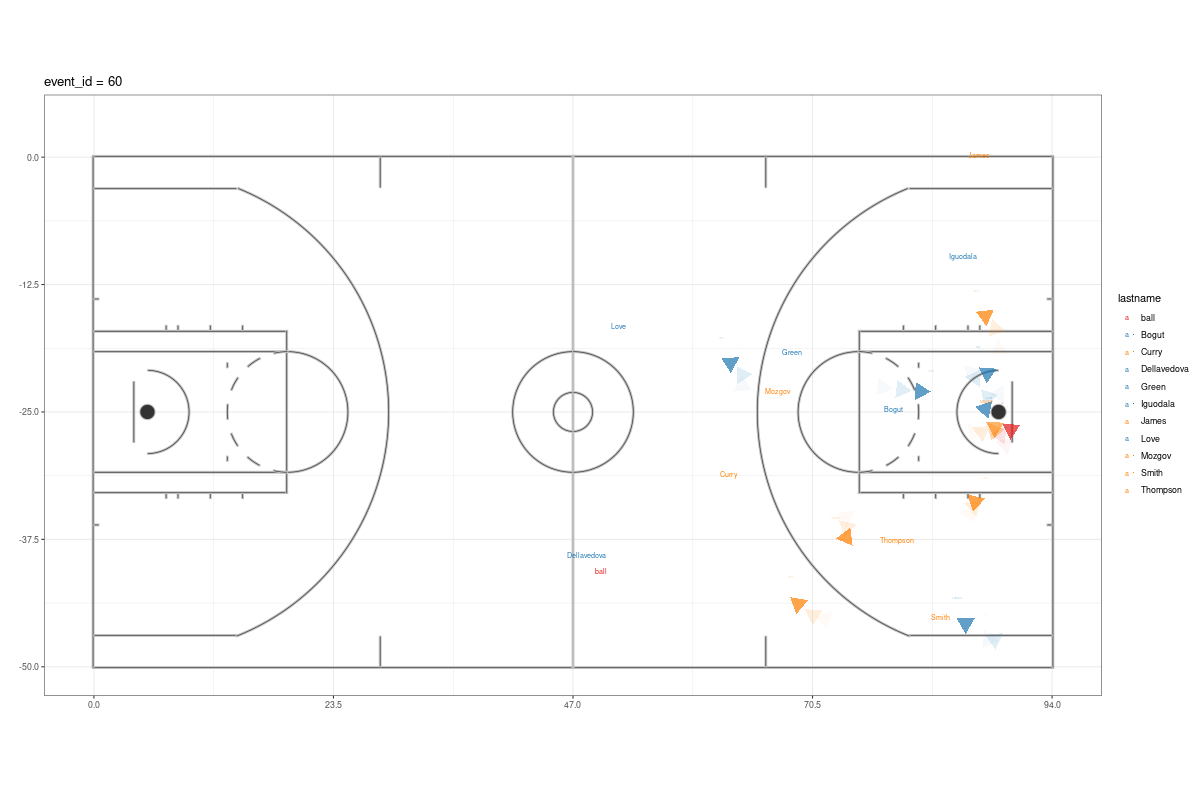 event_id = 60
0.0
James
Iguodala
-12.5
lastname
a ball
Love
a Bogut
Green
a Curry
a Dellavedova
Mozgov
a Green
Bogut
a Iguodala
-25.0
a James
a Love
a Mozgov
Curry
a Smith
a Thompson
-37.5
Thompson
Dellavedova
ball
Smith
-50.0
0.0 23.5 47.0 70.5 94.0